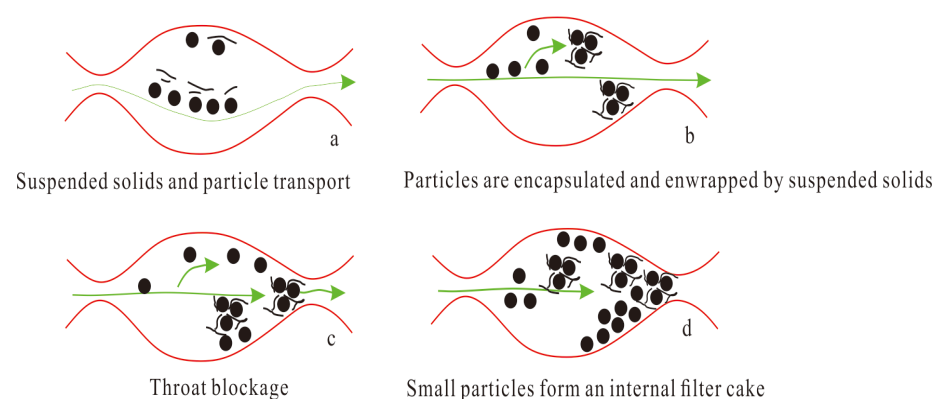 a
Suspended solids and particle transport
b
Particles are encapsulated and enwrapped by suspended solids
c
Throat blockage
d
Small particles form an internal filter cake